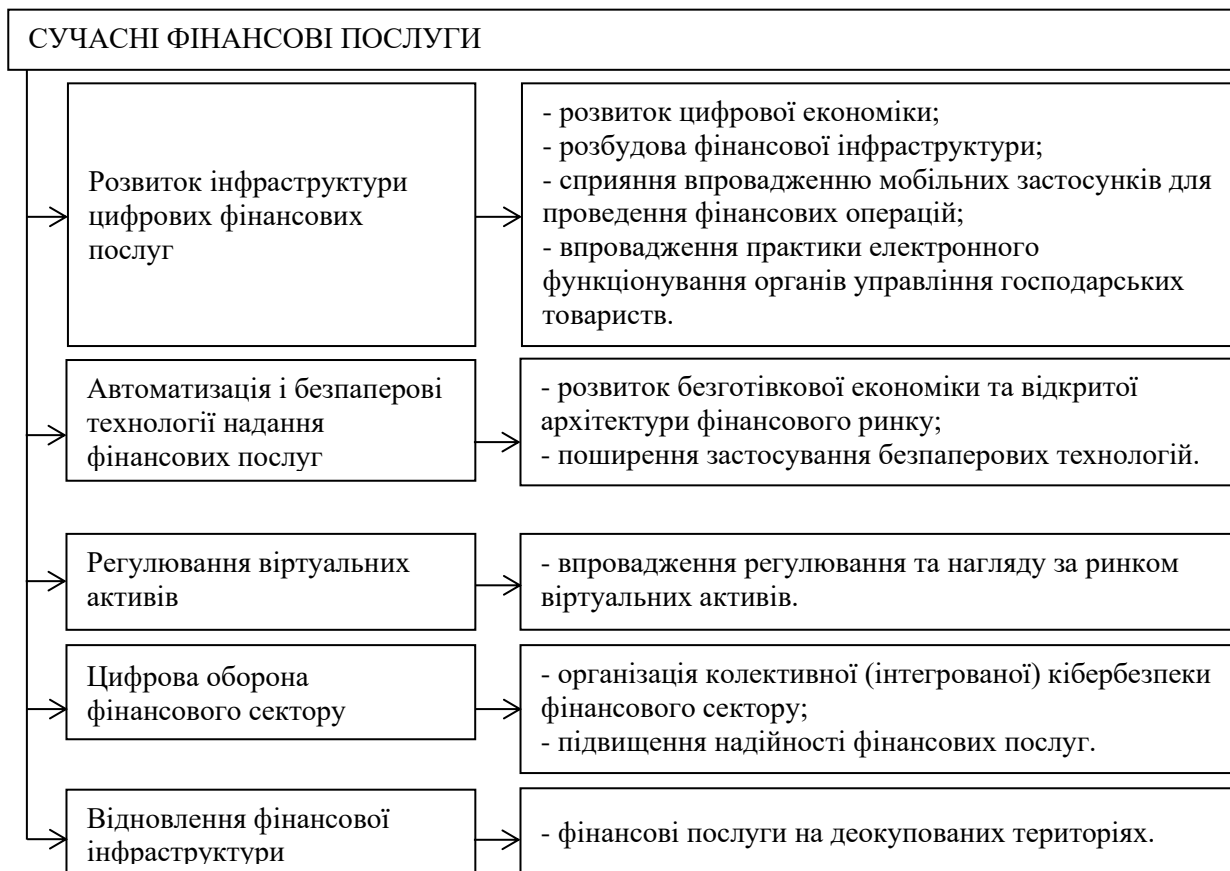 СУЧАСНІ ФІНАНСОВІ ПОСЛУГИ
Розвиток інфраструктури
цифрових фінансових
послуг
- розвиток цифрової економіки;
- розбудова фінансової інфраструктури;
- сприяння впровадженню мобільних застосунків для
проведення фінансових операцій;
- впровадження практики електронного
функціонування органів управління господарських
товариств.
Автоматизація і безпаперові
технології надання
фінансових послуг
- розвиток безготівкової економіки та відкритої
архітектури фінансового ринку;
- поширення застосування безпаперових технологій.
Регулювання віртуальних
активів
- впровадження регулювання та нагляду за ринком
віртуальних активів.
Цифрова оборона
фінансового сектору
- організація колективної (інтегрованої) кібербезпеки
фінансового сектору;
- підвищення надійності фінансових послуг.
Відновлення фінансової
інфраструктури
- фінансові послуги на деокупованих територіях.